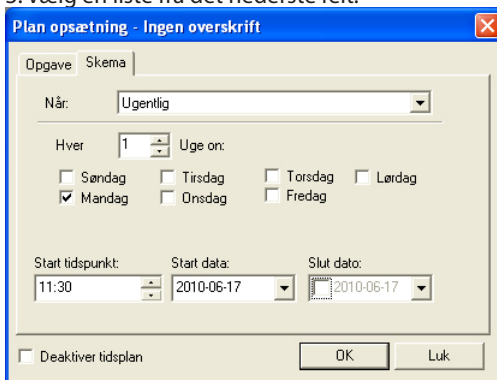 5. Vælg en liste fra det nederste felt.
Plan opsætning - Ingen overskrift
Opgave Skema
Når: Ugentlig
Hver 1 Uge on:
Søndag Tirsdag Torsdag Lørdag
Mandag Onsdag Fredag
Start tidspunkt: Start data: Slut dato:
11:30 2010-06-17 2010-06-17
Deaktiver tidsplan OK Luk